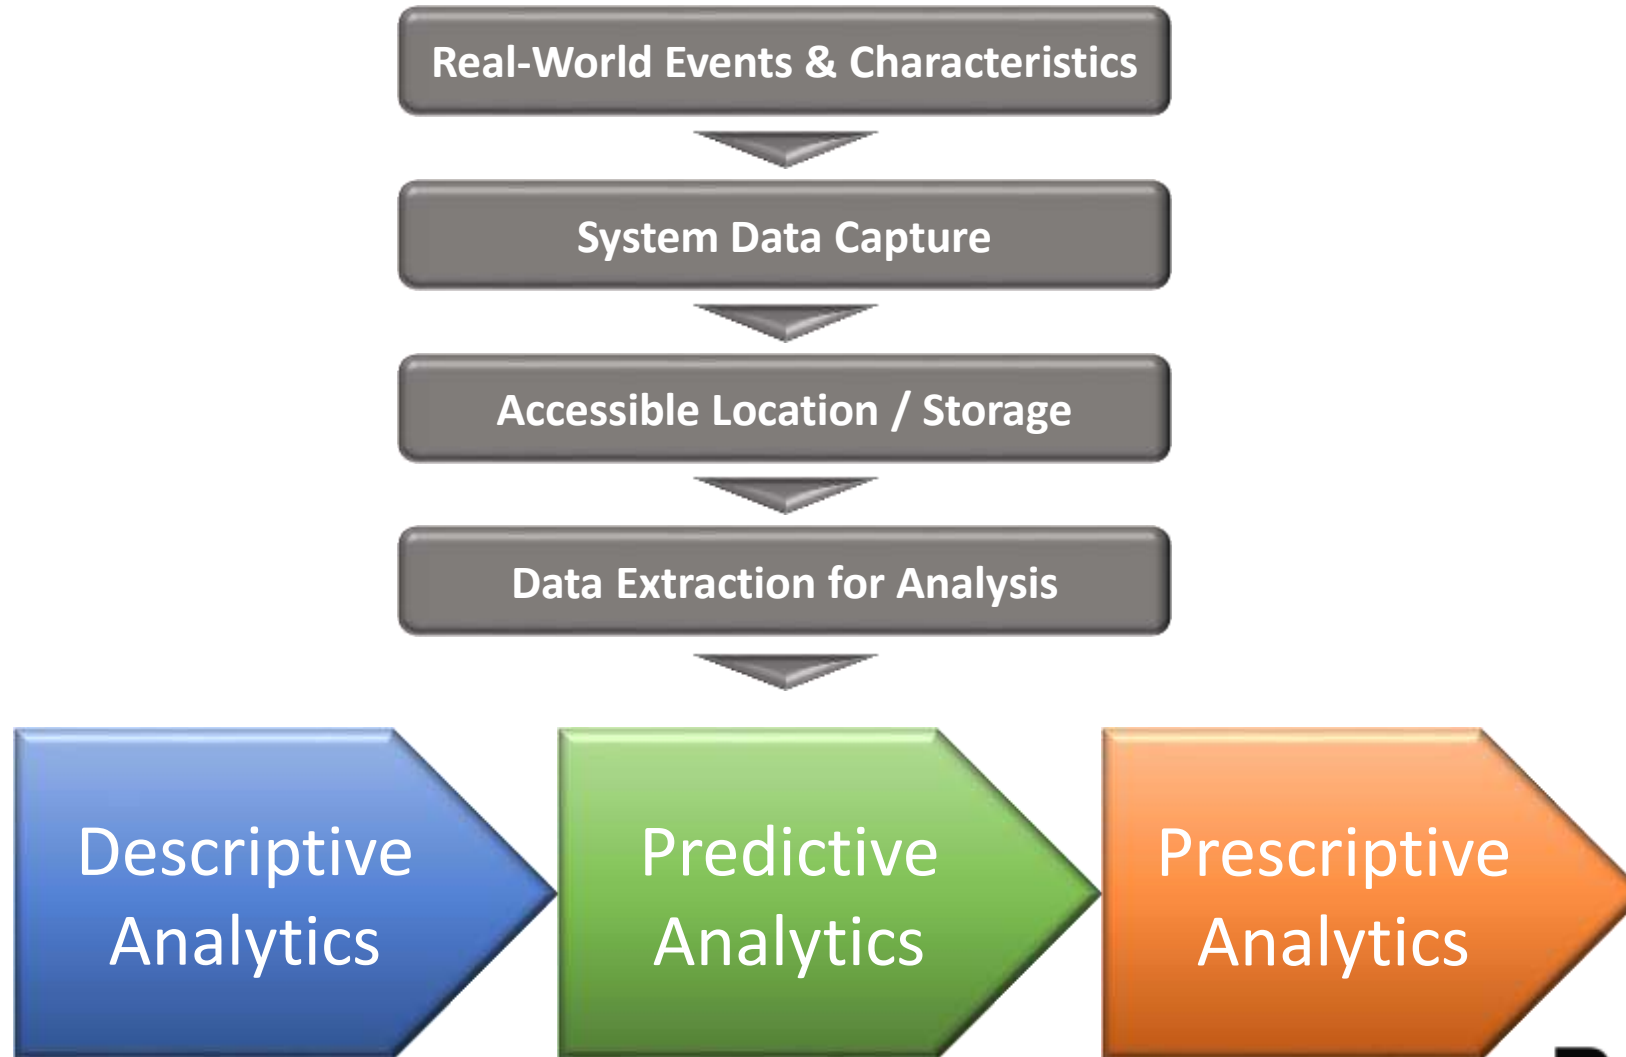 Real-World Events & Characteristics
System Data Capture
Accessible Location / Storage
Data Extraction for Analysis
Descriptive
Analytics
Predictive
Analytics
Prescriptive
Analytics